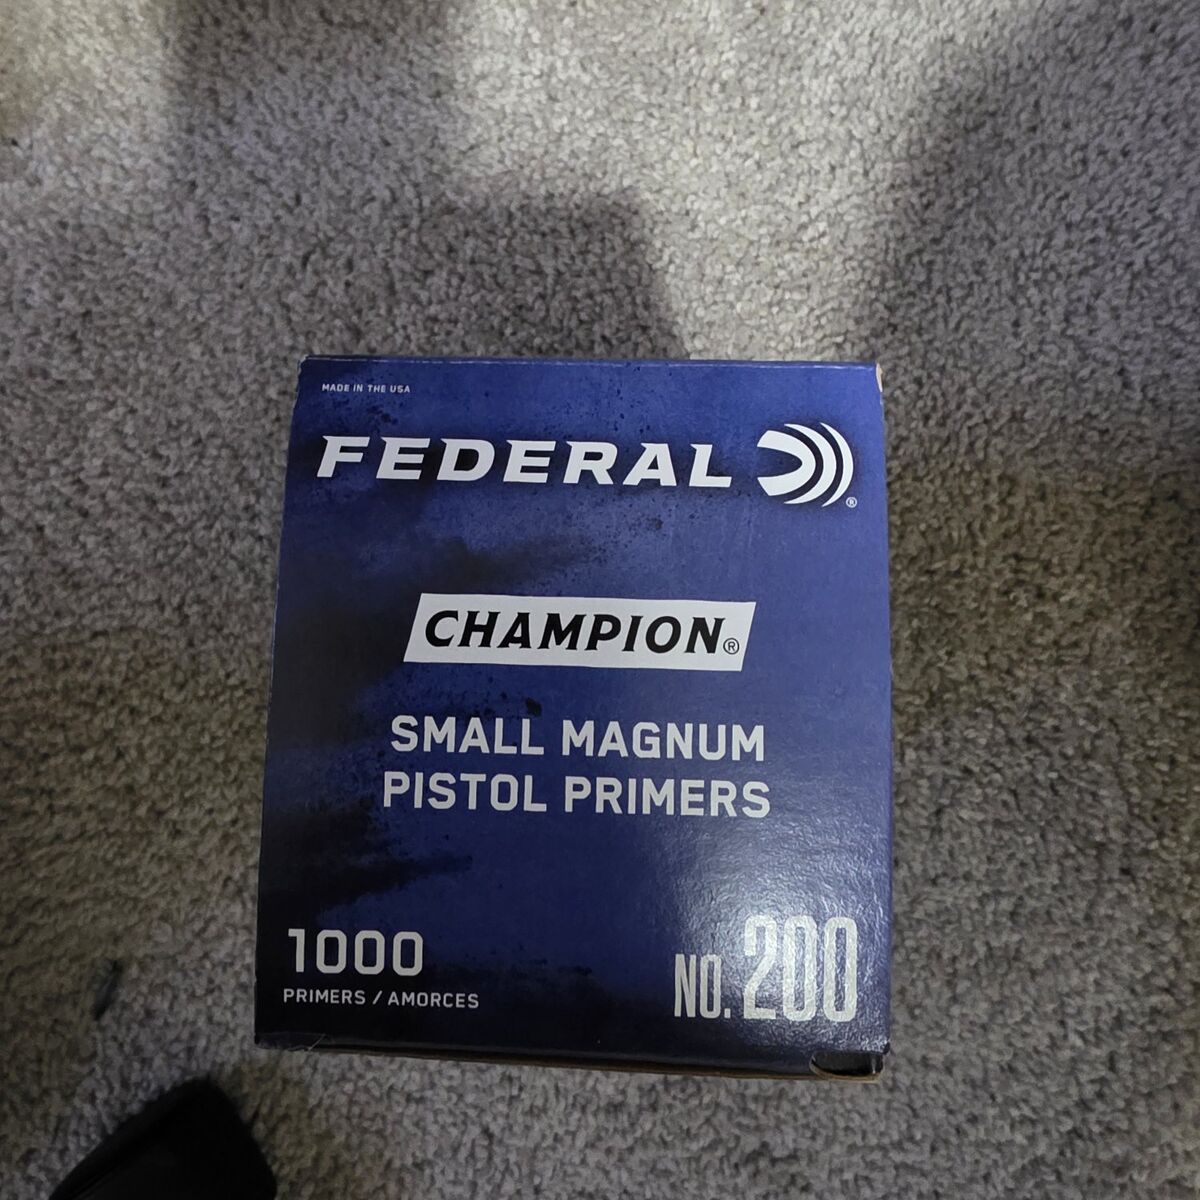 MADE IN THE USA
FEDERAL ®
CHAMPION®
SMALL MAGNUM
PISTOL PRIMERS
1000
PRIMERS / AMORCES
NO. 200